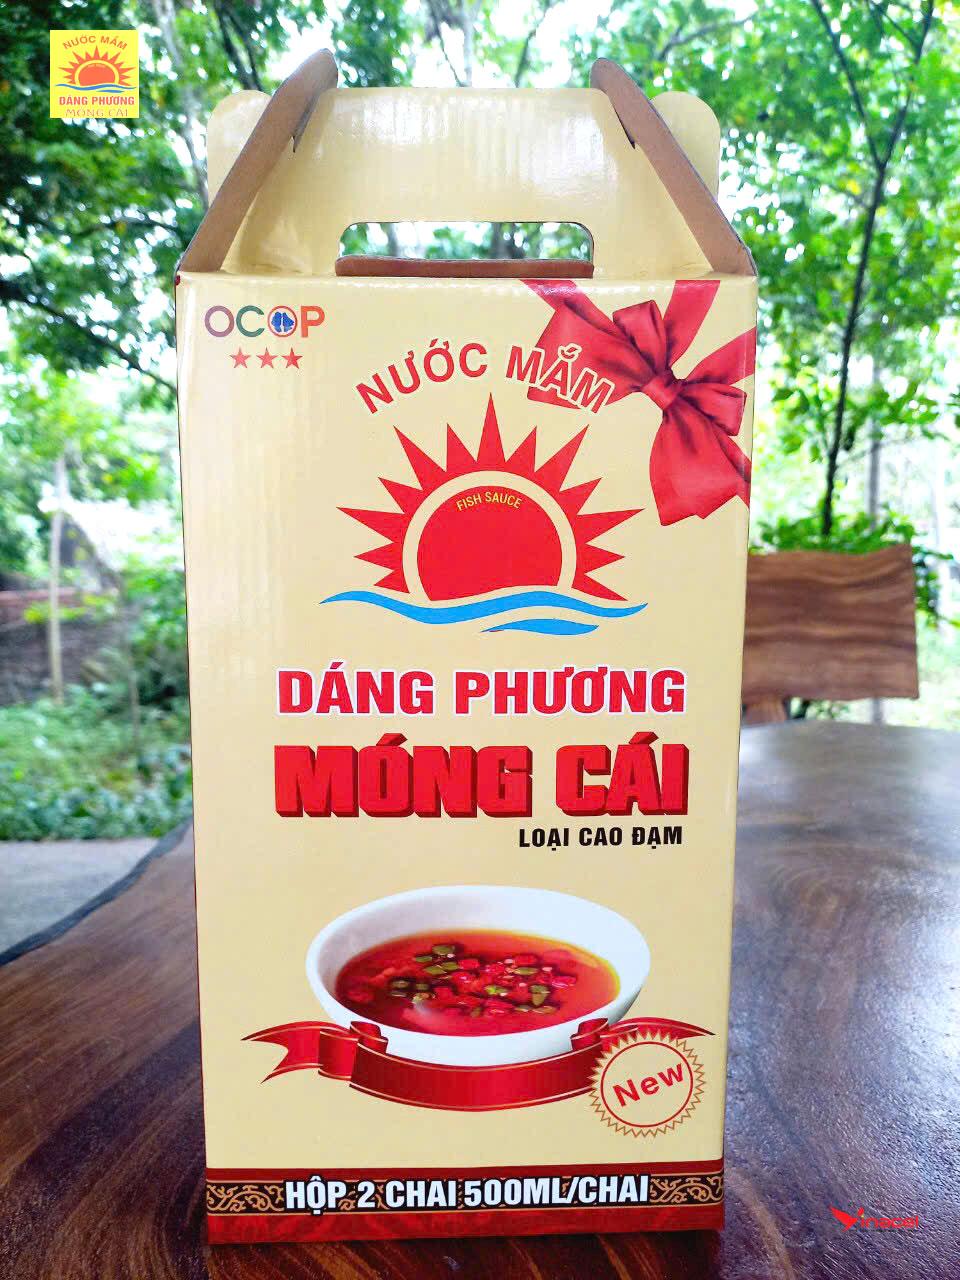 NƯỚC MẮM
DÁNG PHƯƠNG
MÓNG CÁI
OCOP
NƯỚC MẮM
FISH SAUCE
DÁNG PHƯƠNG
MÓNG CÁI
LOẠI CAO ĐẠM
New
HỘP 2 CHAI 500ML/CHAI
Vinacel